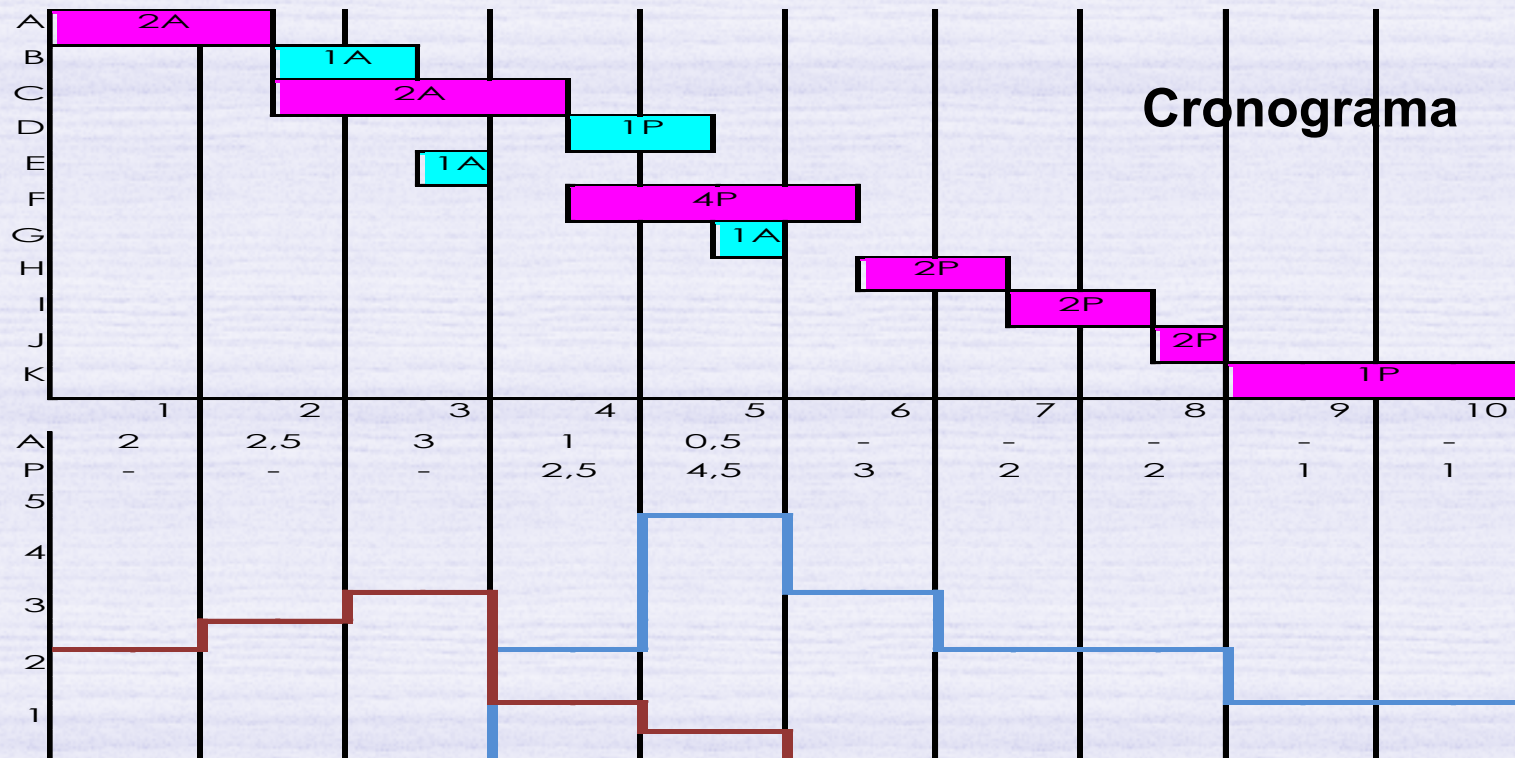 A 2A
B 1A
C 2A
Cronograma
D 1P
E 1A
F 4P
G 1A
H 2P
I 2P
J 2P
K 1P
1 2 3 4 5 6 7 8 9 10
A 2 2,5 3 1 0,5 - - - - -
P - - - 2,5 4,5 3 2 2 1 1
5
4
3
2
1